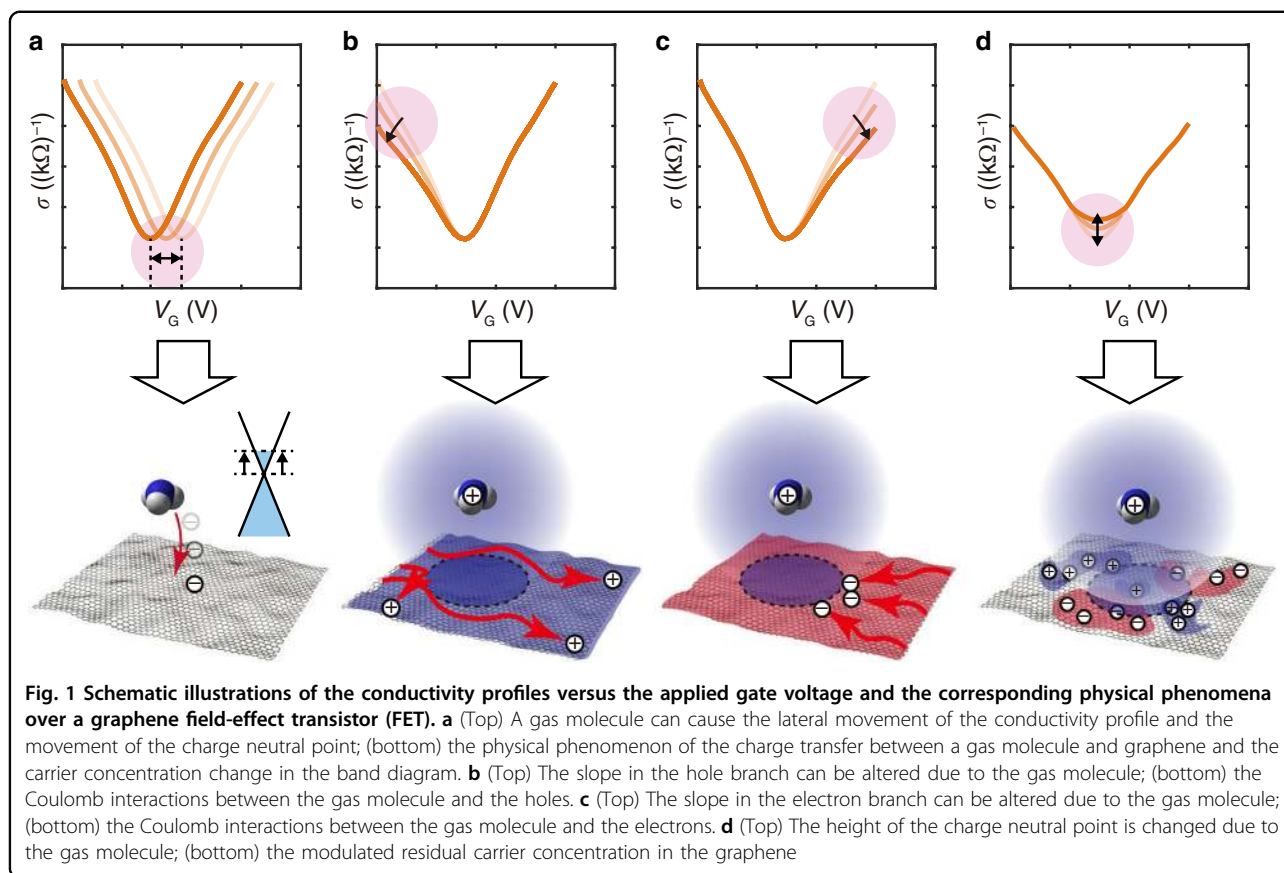 a
b
c
d
σ ((kΩ)⁻¹)
σ ((kΩ)⁻¹)
σ ((kΩ)⁻¹)
σ ((kΩ)⁻¹)
V_G (V)
V_G (V)
V_G (V)
V_G (V)
−
−
−
+
+
+
+
+
−
−
−
+
+
+
+
+
+
−
−
−
−
−
−
−
−
+
+
+
Fig. 1 Schematic illustrations of the conductivity profiles versus the applied gate voltage and the corresponding physical phenomena
over a graphene field-effect transistor (FET). a (Top) A gas molecule can cause the lateral movement of the conductivity profile and the
movement of the charge neutral point; (bottom) the physical phenomenon of the charge transfer between a gas molecule and graphene and the
carrier concentration change in the band diagram. b (Top) The slope in the hole branch can be altered due to the gas molecule; (bottom) the
Coulomb interactions between the gas molecule and the holes. c (Top) The slope in the electron branch can be altered due to the gas molecule;
(bottom) the Coulomb interactions between the gas molecule and the electrons. d (Top) The height of the charge neutral point is changed due to
the gas molecule; (bottom) the modulated residual carrier concentration in the graphene